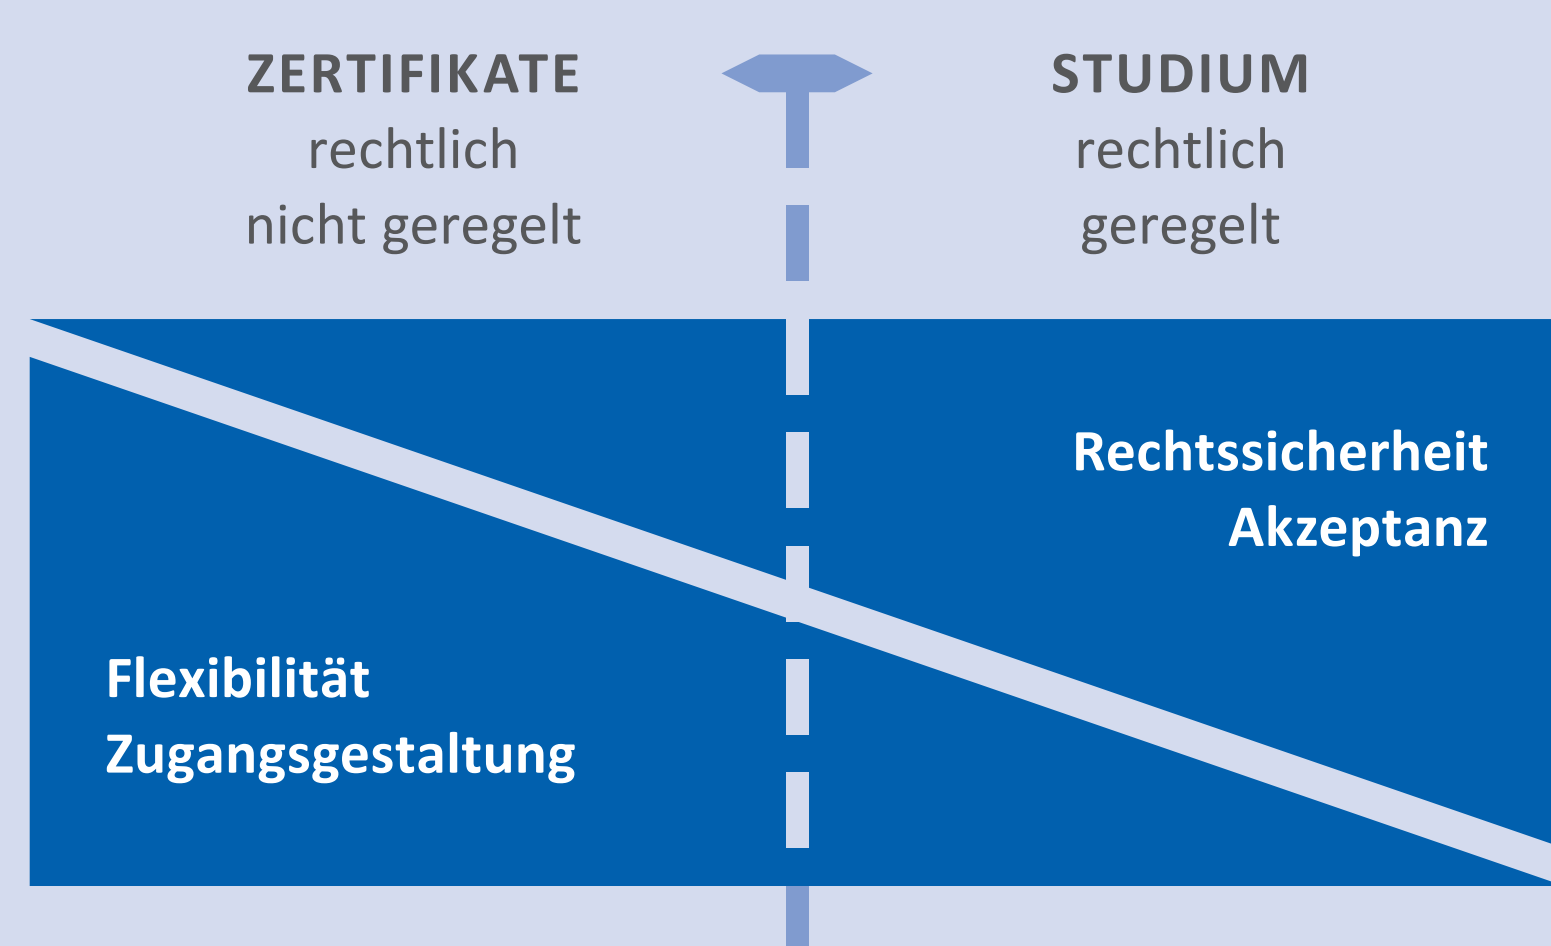 ZERTIFIKATE
rechtlich
nicht geregelt
STUDIUM
rechtlich
geregelt
Rechtssicherheit
Akzeptanz
Flexibilität
Zugangsgestaltung